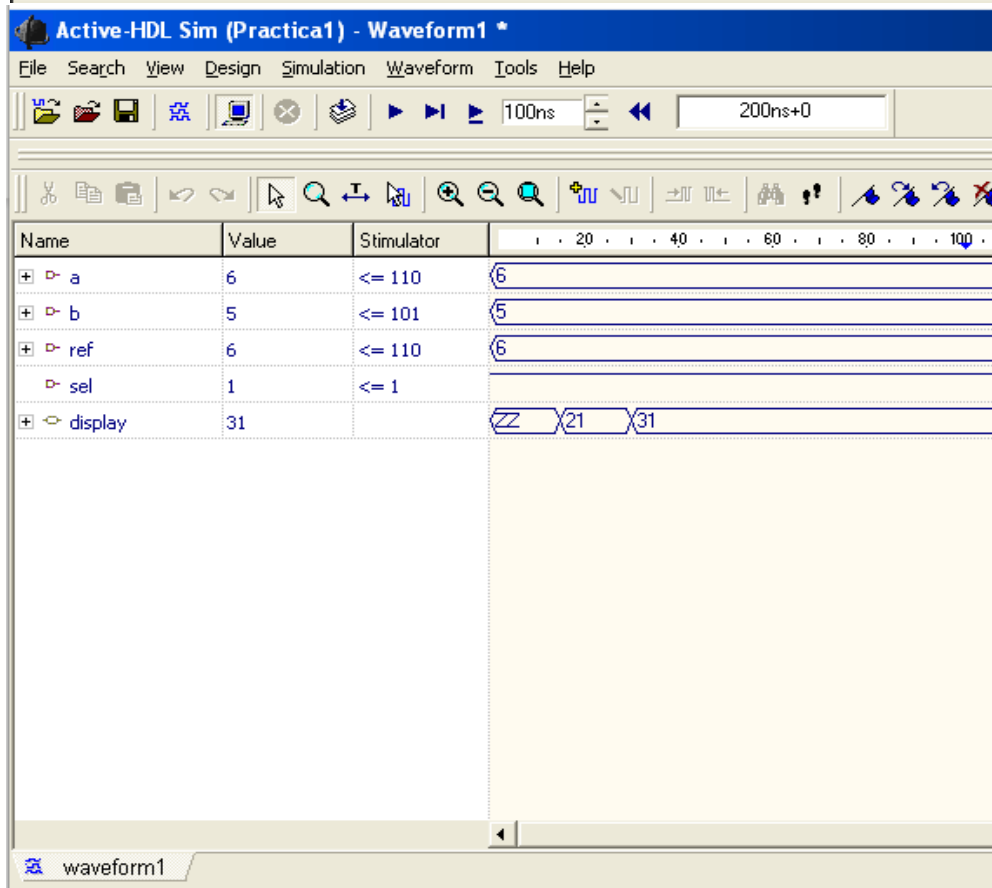 Active-HDL Sim (Practica1) - Waveform1 *
File Search View Design Simulation Waveform Tools Help
100ns 200ns+0
Name Value Stimulator 20 40 60 80 100
a 6 <= 110 6
b 5 <= 101 5
ref 6 <= 110 6
sel 1 <= 1
display 31 ZZ 21 31
waveform1